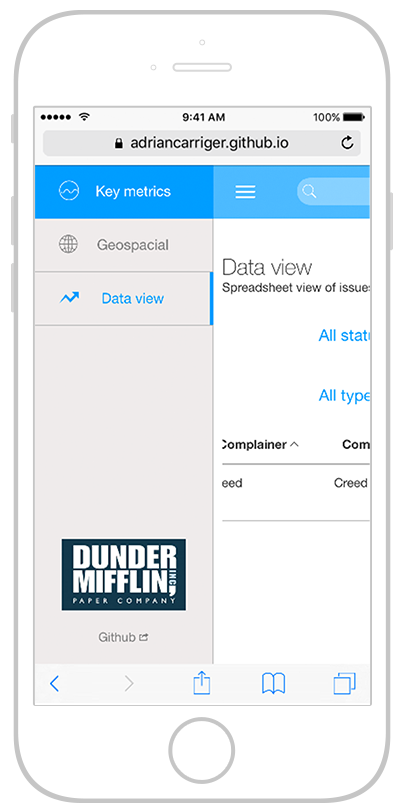 9:41 AM
100%
adriancarriger.github.io
Key metrics
Geospacial
Data view
Data view
Spreadsheet view of issues
All statu
All type
Complainer
Com
eed
Creed
DUNDER
MIFFLIN, INC
PAPER COMPANY
Github